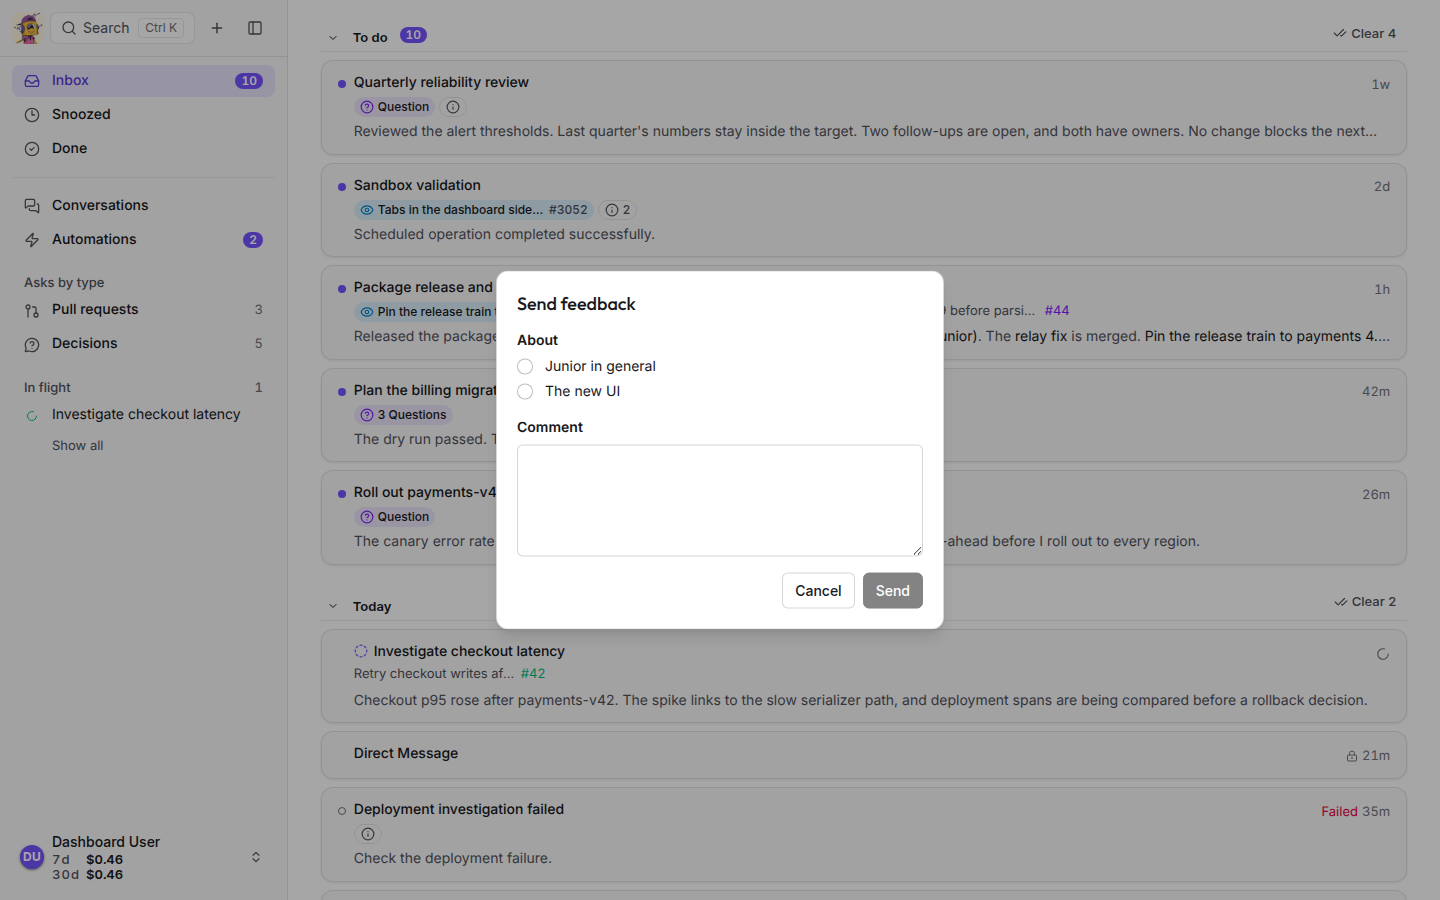 Search Ctrl K
Inbox 10
Snoozed
Done
Conversations
Automations 2
Asks by type
Pull requests 3
Decisions 5
In flight 1
Investigate checkout latency
Show all
DU Dashboard User
7d $0.46
30d $0.46
To do 10 Clear 4
Quarterly reliability review 1w
Question
Reviewed the alert thresholds. Last quarter's numbers stay inside the target. Two follow-ups are open, and both have owners. No change blocks the next...
Sandbox validation 2d
Tabs in the dashboard side... #3052 2
Scheduled operation completed successfully.
Package release and 1h
Pin the release train before parsi... #44
Released the package . The relay fix is merged. Pin the release train to payments 4....
Plan the billing migrat 42m
3 Questions
The dry run passed.
Roll out payments-v4 26m
Question
The canary error rate -ahead before I roll out to every region.
Send feedback
About
Junior in general
The new UI
Comment
Cancel Send
Today Clear 2
Investigate checkout latency
Retry checkout writes af... #42
Checkout p95 rose after payments-v42. The spike links to the slow serializer path, and deployment spans are being compared before a rollback decision.
Direct Message 21m
Deployment investigation failed Failed 35m
Check the deployment failure.